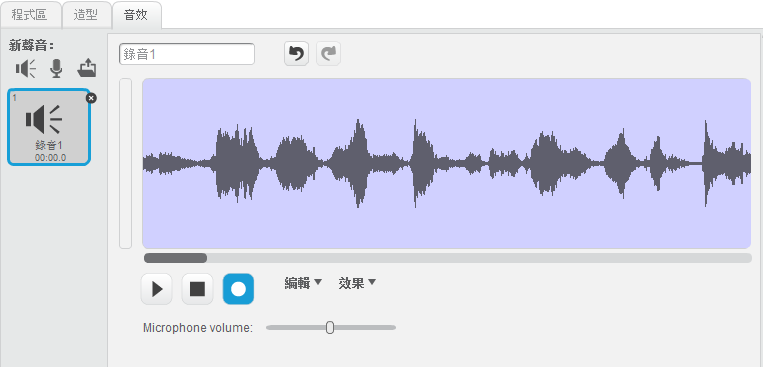 程式區 造型 音效
新聲音：
錄音1
1
錄音1
00:00.0
編輯 效果
Microphone volume: